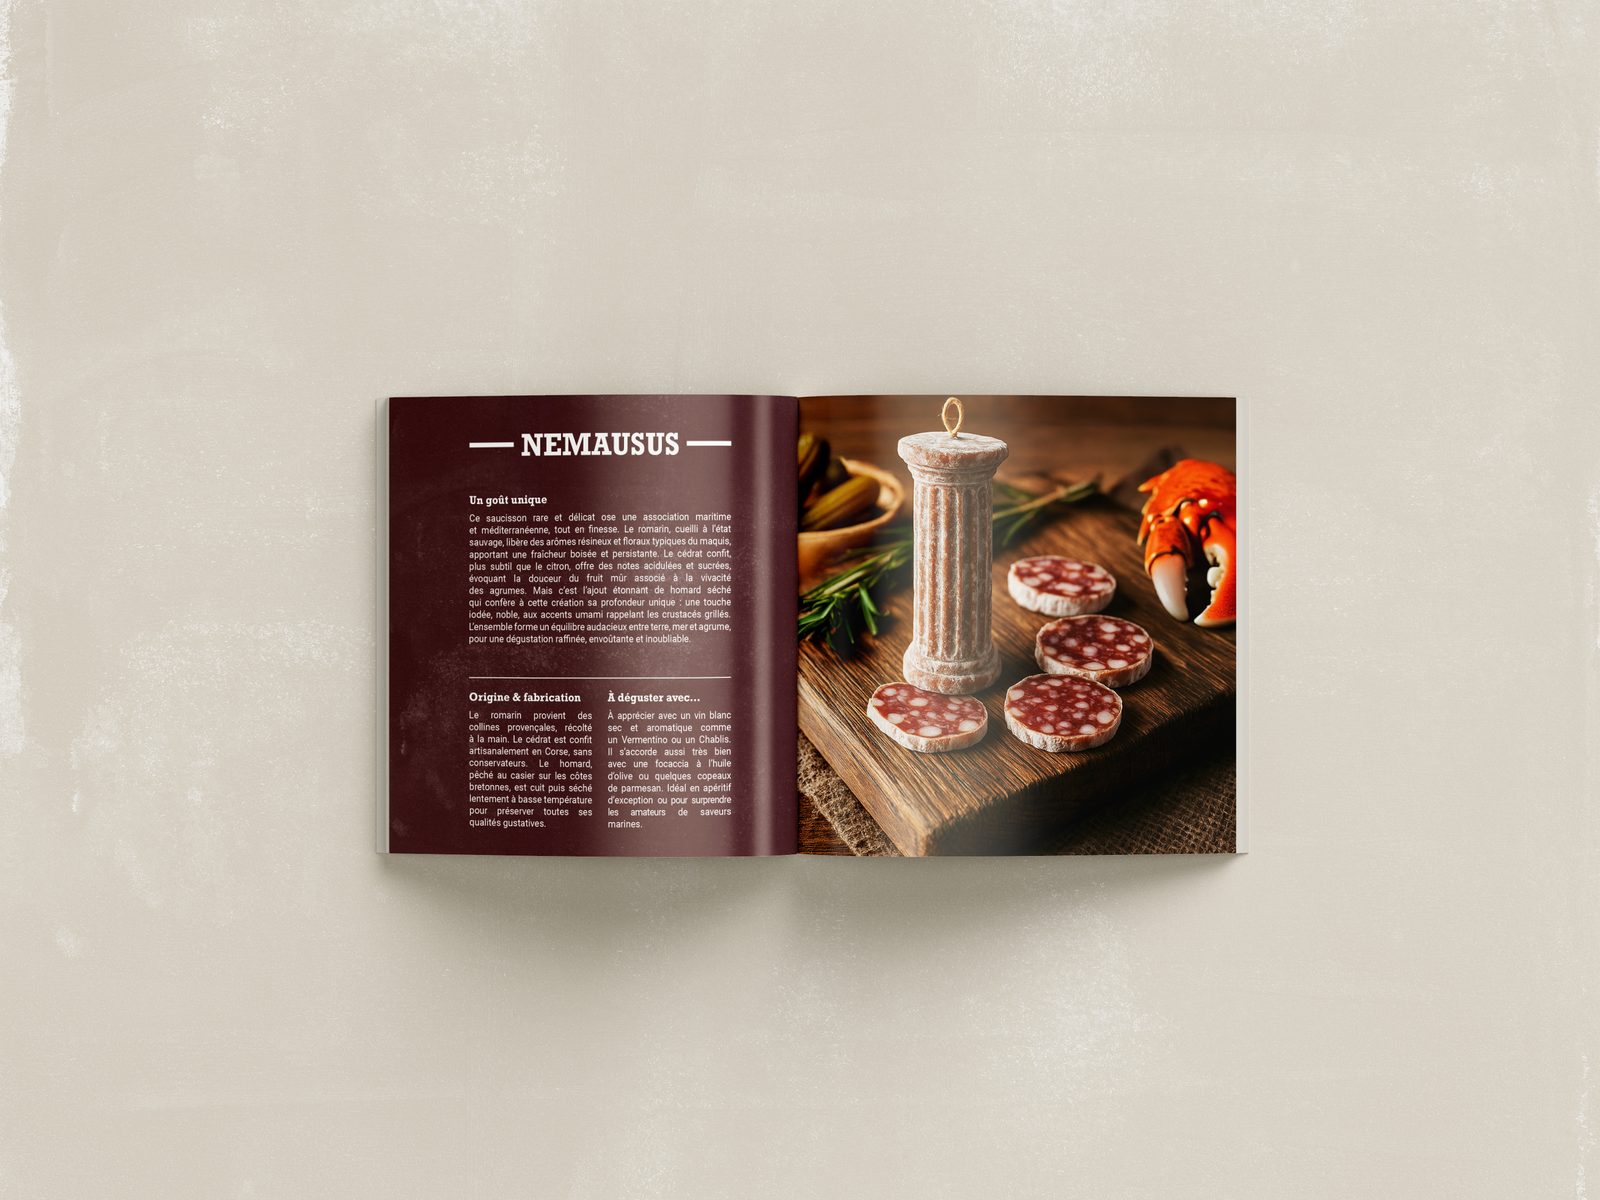 NEMAUSUS
Un goût unique
Ce saucisson rare et délicat ose une association maritime
et méditerranéenne, tout en finesse. Le romarin, cueilli à l'état
sauvage, libère des arômes résineux et floraux typiques du maquis,
apportant une fraîcheur boisée et persistante. Le cédrat confit,
plus subtil que le citron, offre des notes acidulées et sucrées,
évoquant la douceur du fruit mûr associé à la vivacité
des agrumes. Mais c'est l'ajout étonnant de homard séché
qui confère à cette création sa profondeur unique : une touche
iodée, noble, aux accents umami rappelant les crustacés grillés.
L'ensemble forme un équilibre audacieux entre terre, mer et agrume,
pour une dégustation raffinée, envoûtante et inoubliable.
Origine & fabrication
Le romarin provient des
collines provençales, récolté
à la main. Le cédrat est confit
artisanalement en Corse, sans
conservateurs. Le homard,
pêché au casier sur les côtes
bretonnes, est cuit puis séché
lentement à basse température
pour préserver toutes ses
qualités gustatives.
À déguster avec...
À apprécier avec un vin blanc
sec et aromatique comme
un Vermentino ou un Chablis.
Il s'accorde aussi très bien
avec une focaccia à l'huile
d'olive ou quelques copeaux
de parmesan. Idéal en apéritif
d'exception ou pour surprendre
les amateurs de saveurs
marines.